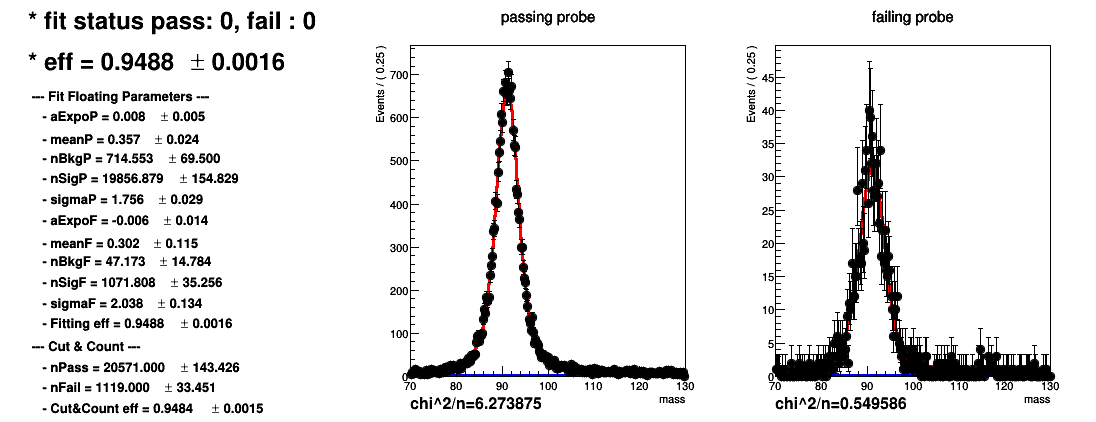 * fit status pass: 0, fail : 0
* eff = 0.9488 ± 0.0016
--- Fit Floating Parameters ---
- aExpoP = 0.008 ± 0.005
- meanP = 0.357 ± 0.024
- nBkgP = 714.553 ± 69.500
- nSigP = 19856.879 ± 154.829
- sigmaP = 1.756 ± 0.029
- aExpoF = -0.006 ± 0.014
- meanF = 0.302 ± 0.115
- nBkgF = 47.173 ± 14.784
- nSigF = 1071.808 ± 35.256
- sigmaF = 2.038 ± 0.134
- Fitting eff = 0.9488 ± 0.0016
--- Cut & Count ---
- nPass = 20571.000 ± 143.426
- nFail = 1119.000 ± 33.451
- Cut&Count eff = 0.9484 ± 0.0015
passing probe
Events / ( 0.25 )
700
600
500
400
300
200
100
0
70 80 90 100 110 120 130
mass
chi^2/n=6.273875
failing probe
Events / ( 0.25 )
45
40
35
30
25
20
15
10
5
0
70 80 90 100 110 120 130
mass
chi^2/n=0.549586